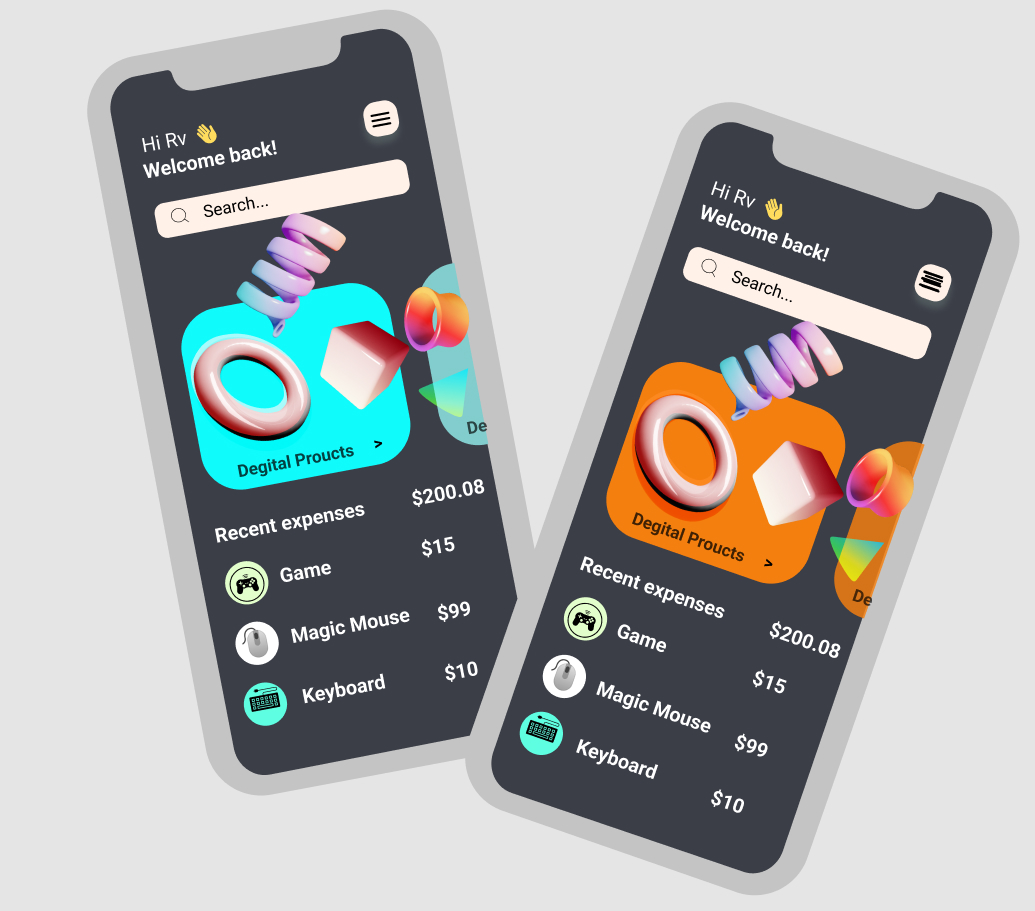 Hi Rv 👋
Welcome back!
Search...
Degital Proucts >
De
Recent expenses $200.08
Game $15
Magic Mouse $99
Keyboard $10
Hi Rv 👋
Welcome back!
Search...
Degital Proucts >
De
Recent expenses $200.08
Game $15
Magic Mouse $99
Keyboard $10